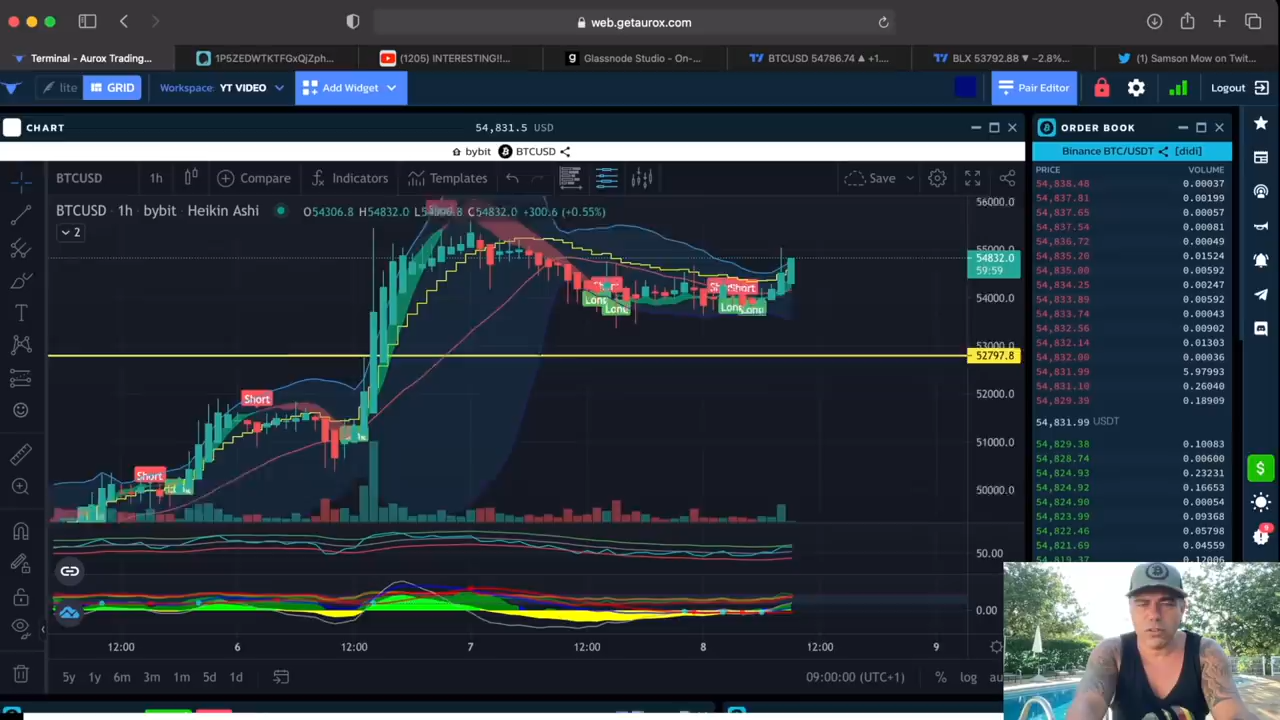 web.getaurox.com
Terminal - Aurox Trading...
1P5ZEDWTKTFGxQjZph...
(1205) INTERESTING!!...
Glassnode Studio - On-...
BTCUSD 54786.74 ▲ +1....
BLX 53792.88 ▼ −2.8%...
(1) Samson Mow on Twit...
lite
GRID
Workspace: YT VIDEO
Add Widget
Pair Editor
Logout
CHART
54,831.5 USD
bybit BTCUSD
BTCUSD
1h
Compare
Indicators
Templates
Save
BTCUSD · 1h · bybit · Heikin Ashi
O54306.8 H54832.0 C54832.0 +300.6 (+0.55%)
2
56000.0
55000.0
54832.0
59:59
54000.0
53000.0
52797.8
52000.0
51000.0
50000.0
50.00
0.00
Short
Short
Short
Long
Long
Long
Long
12:00
6
12:00
7
12:00
8
12:00
9
5y
1y
6m
3m
1m
5d
1d
09:00:00 (UTC+1)
%
log
ORDER BOOK
Binance BTC/USDT [didi]
PRICE VOLUME
54,838.48 0.00037
54,837.81 0.00199
54,837.65 0.00057
54,837.54 0.00081
54,836.72 0.00049
54,835.20 0.01524
54,835.00 0.00592
54,834.25 0.00247
54,833.89 0.00592
54,833.74 0.00043
54,832.56 0.00902
54,832.14 0.01303
54,832.00 0.00036
54,831.99 5.97993
54,831.10 0.26040
54,829.39 0.18909
54,831.99 USDT
54,829.38 0.10083
54,828.74 0.00600
54,824.93 0.23231
54,824.92 0.16653
54,824.90 0.00054
54,823.99 0.09368
54,822.46 0.05798
54,821.69 0.04559
54,819.37 0.12006